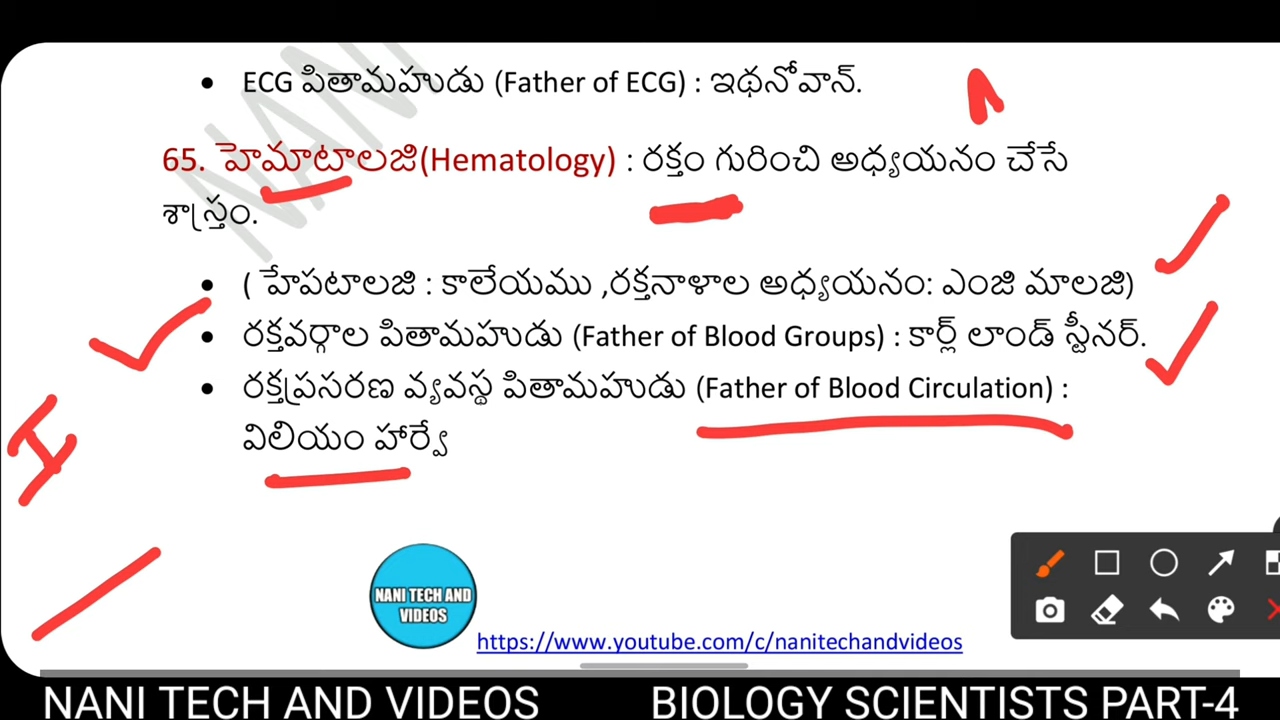 • ECG పితామహుడు (Father of ECG) : ఇథనోవాన్.
65. హెమాటాలజి(Hematology) : రక్తం గురించి అధ్యయనం చేసే
శాస్త్రం.
• ( హేపటాలజి : కాలేయము ,రక్తనాళాల అధ్యయనం: ఎంజి మాలజి)
• రక్తవర్గాల పితామహుడు (Father of Blood Groups) : కార్ల్ లాండ్ స్టీనర్.
• రక్తప్రసరణ వ్యవస్థ పితామహుడు (Father of Blood Circulation) :
విలియం హార్వే
NANI TECH AND
VIDEOS
https://www.youtube.com/c/nanitechandvideos
NANI TECH AND VIDEOS BIOLOGY SCIENTISTS PART-4